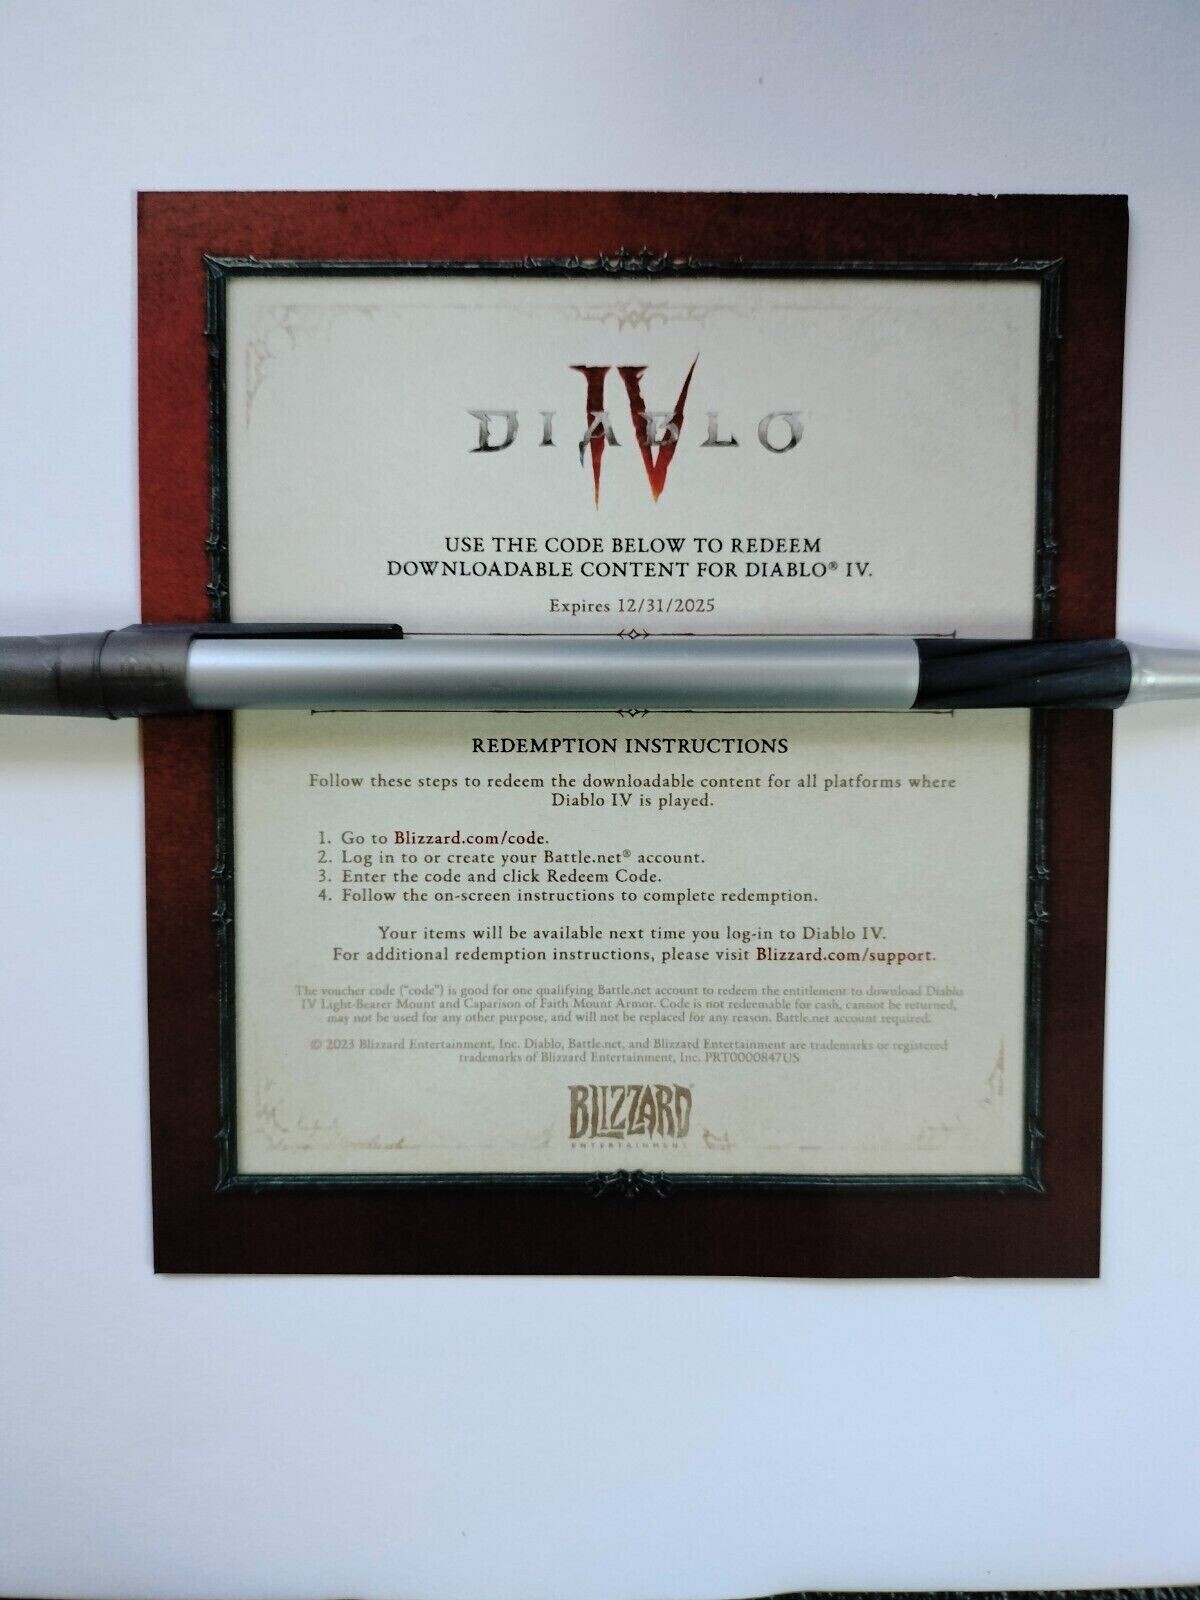 DIABLO
IV
USE THE CODE BELOW TO REDEEM
DOWNLOADABLE CONTENT FOR DIABLO® IV.
Expires 12/31/2025
REDEMPTION INSTRUCTIONS
Follow these steps to redeem the downloadable content for all platforms where
Diablo IV is played.
1. Go to Blizzard.com/code.
2. Log in to or create your Battle.net® account.
3. Enter the code and click Redeem Code.
4. Follow the on-screen instructions to complete redemption.
Your items will be available next time you log-in to Diablo IV.
For additional redemption instructions, please visit Blizzard.com/support.
The voucher code ("code") is good for one qualifying Battle.net account to redeem the entitlement to download Diablo
IV Light-Bearer Mount and Caparison of Faith Mount Armor. Code is not redeemable for cash, cannot be returned,
may not be used for any other purpose, and will not be replaced for any reason. Battle.net account required.
© 2023 Blizzard Entertainment, Inc. Diablo, Battle.net, and Blizzard Entertainment are trademarks or registered
trademarks of Blizzard Entertainment, Inc. PRT0000847US
BLIZZARD
ENTERTAINMENT